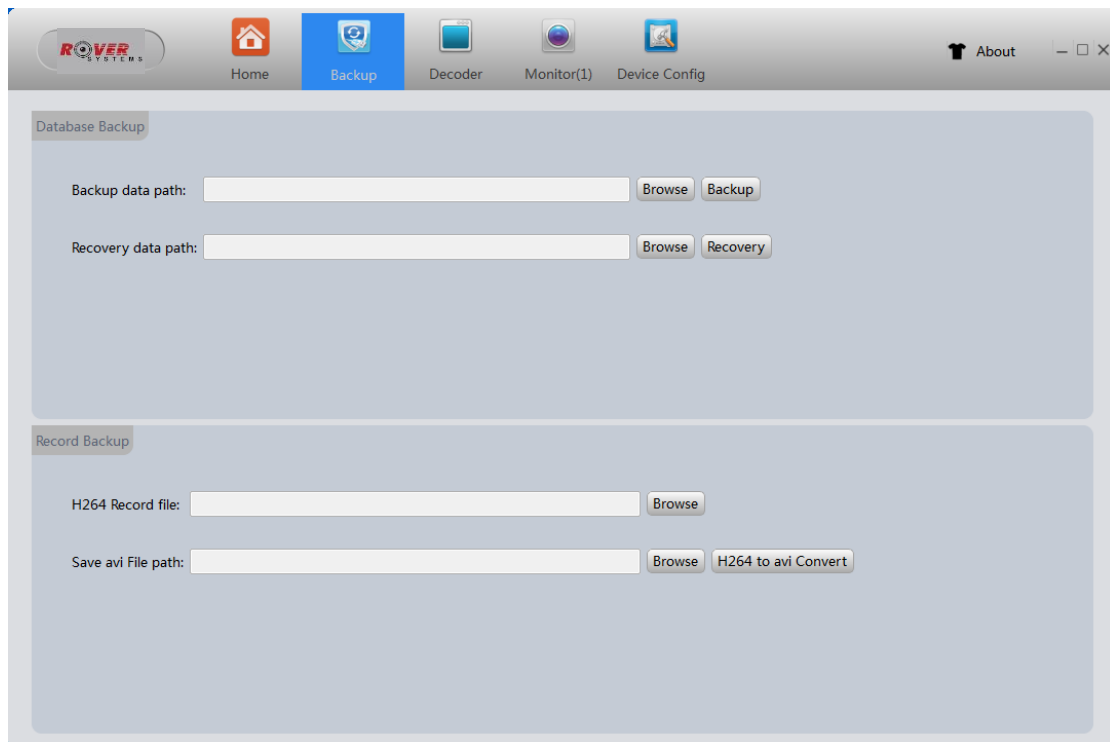 ROVER
SYSTEMS
Home
Backup
Decoder
Monitor(1)
Device Config
About
Database Backup
Backup data path:
Browse
Backup
Recovery data path:
Browse
Recovery
Record Backup
H264 Record file:
Browse
Save avi File path:
Browse
H264 to avi Convert